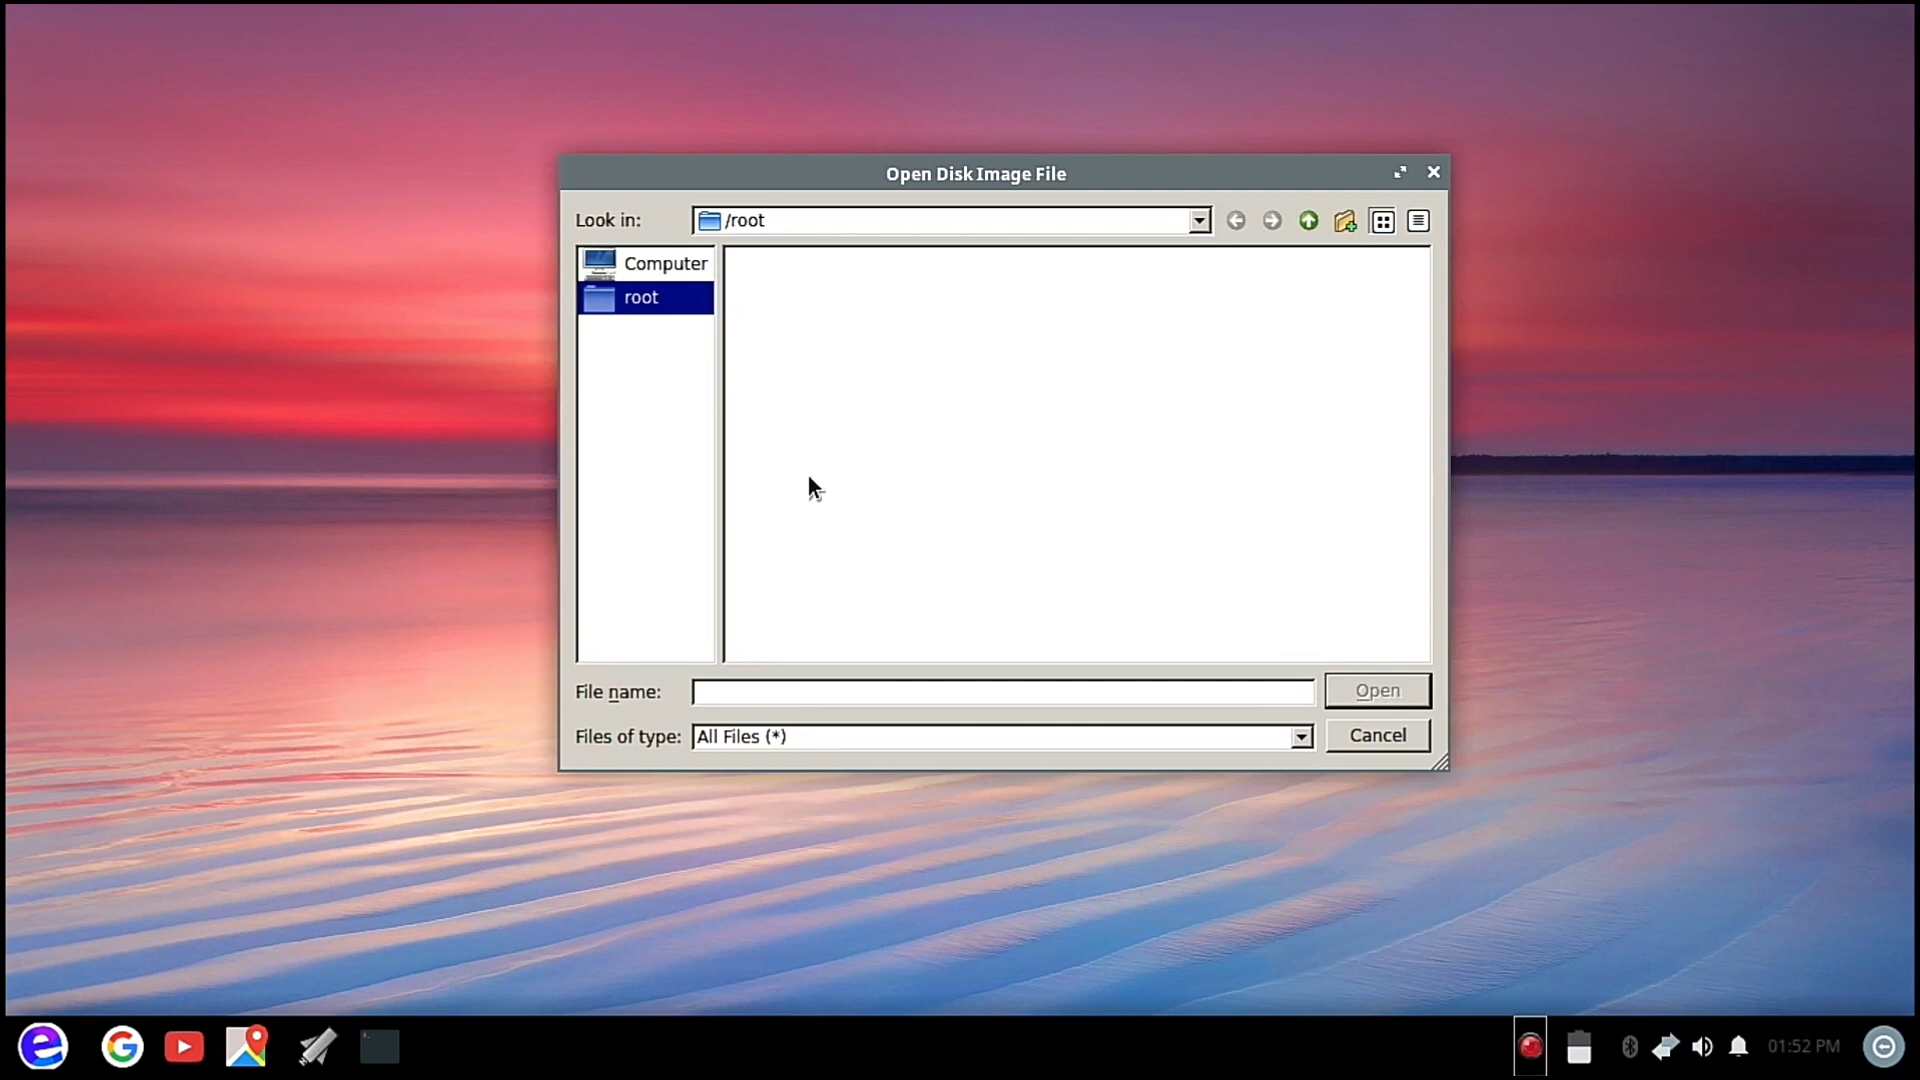 Open Disk Image File
Look in: /root
Computer
root
File name:
Open
Files of type: All Files (*)
Cancel
01:52 PM